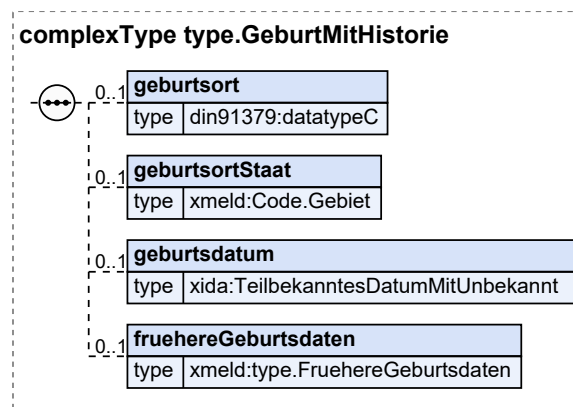 complexType type.GeburtMitHistorie
0..1 geburtsort
type din91379:datatypeC
0..1 geburtsortStaat
type xmeld:Code.Gebiet
0..1 geburtsdatum
type xida:TeilbekanntesDatumMitUnbekannt
0..1 fruehereGeburtsdaten
type xmeld:type.FruehereGeburtsdaten